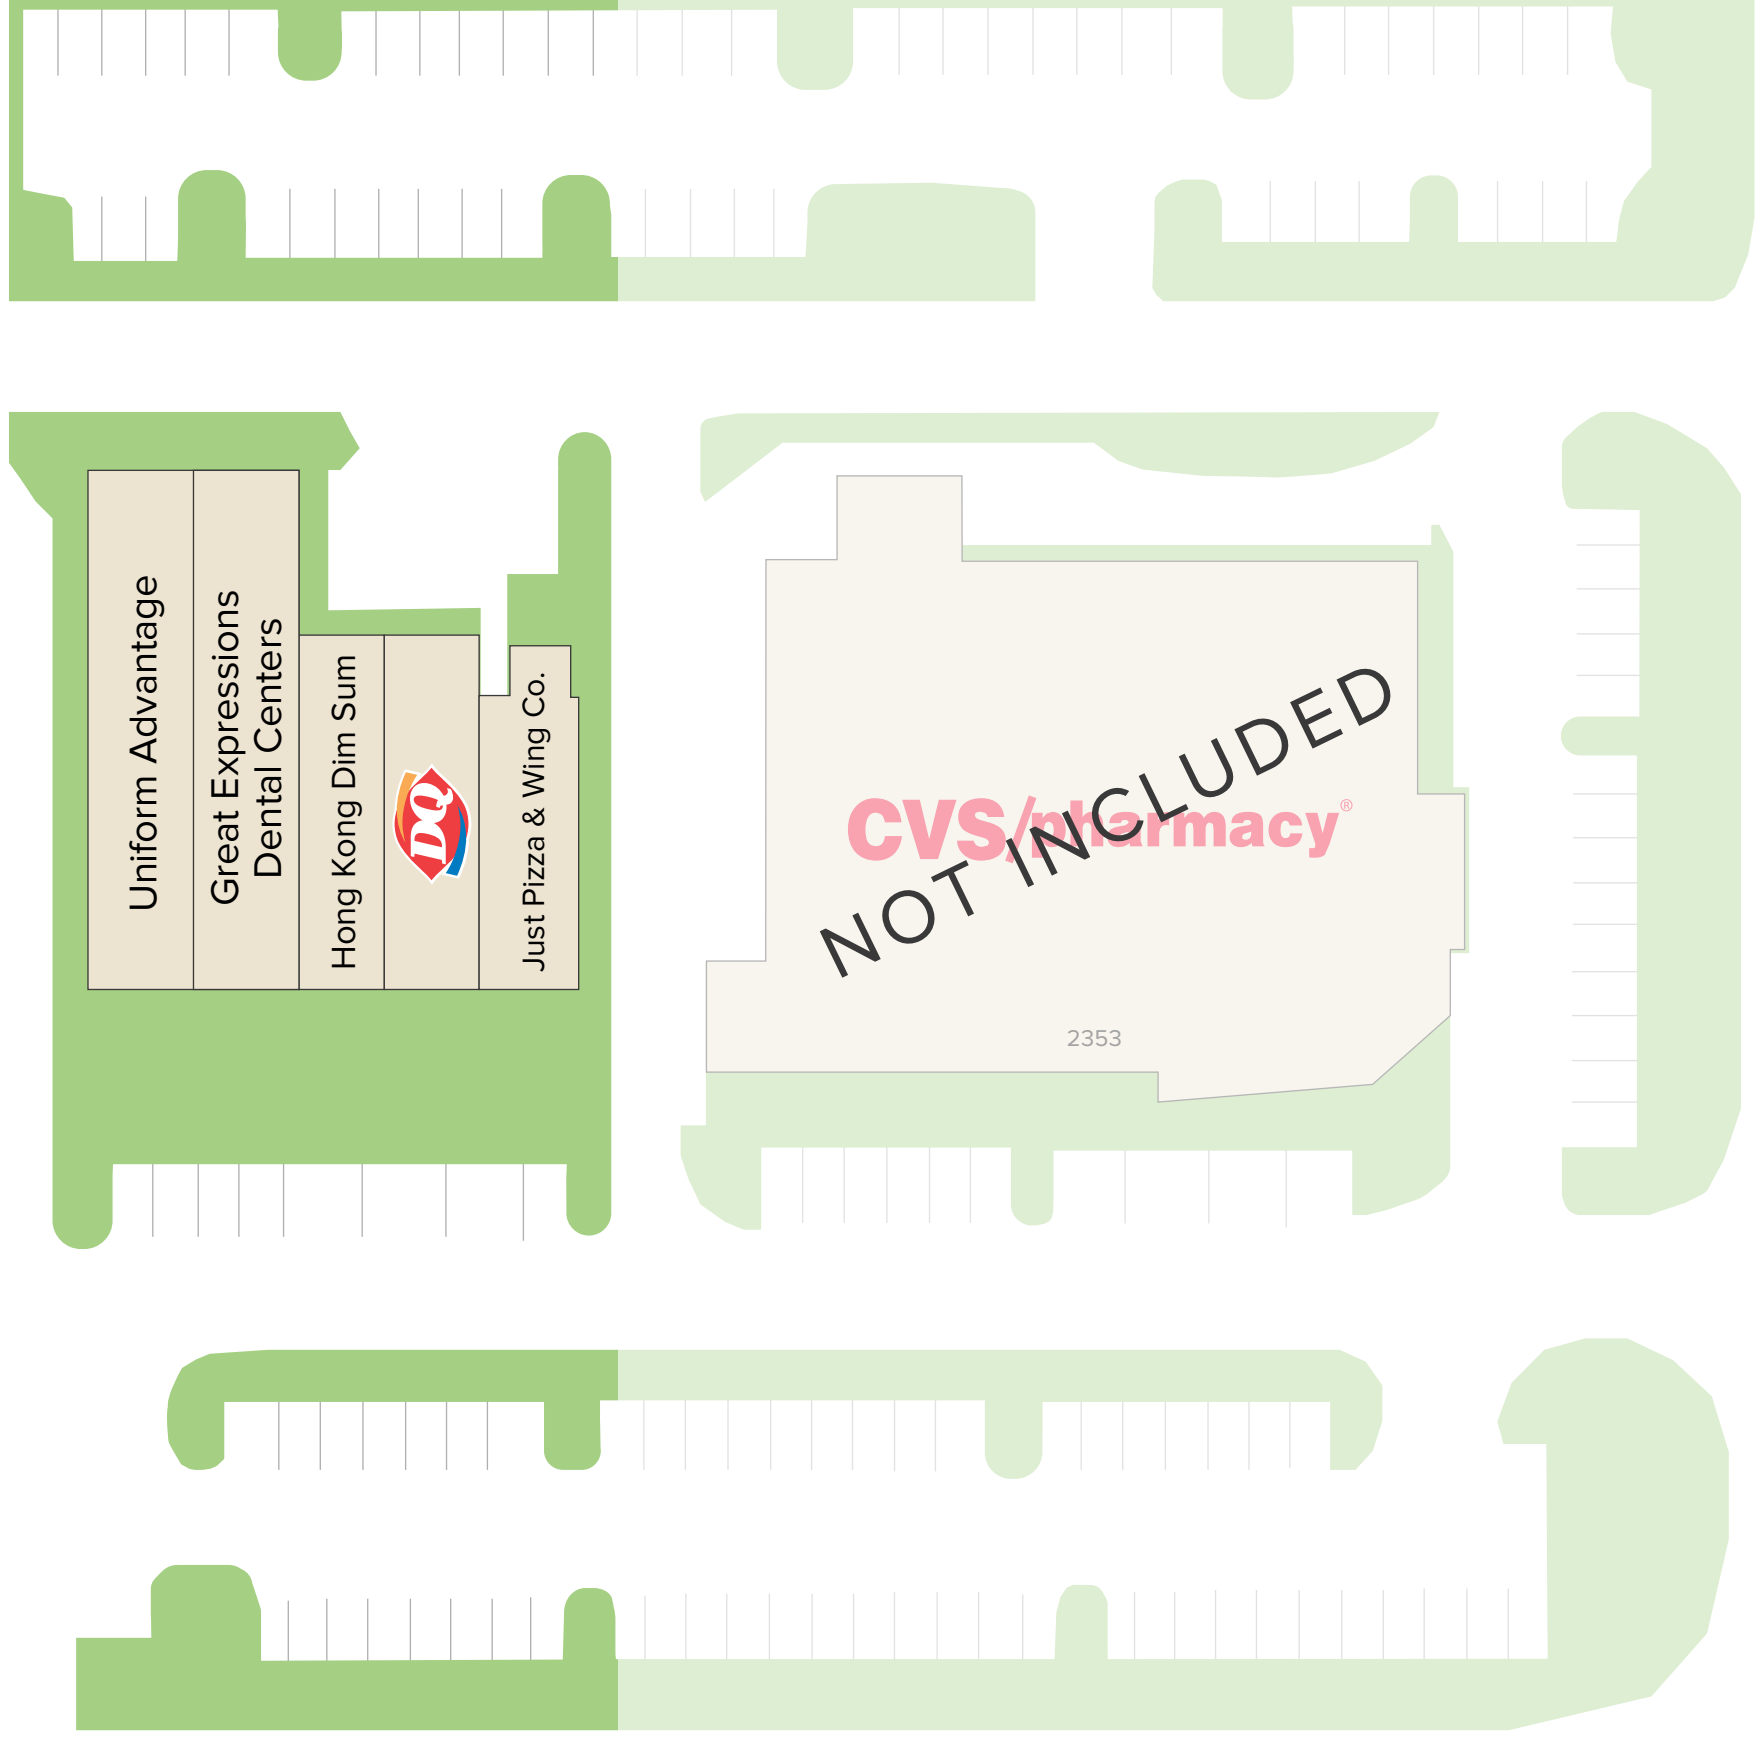 Uniform Advantage
Great Expressions
Dental Centers
Hong Kong Dim Sum
DQ
Just Pizza & Wing Co.
CVS/pharmacy®
NOT INCLUDED
2353